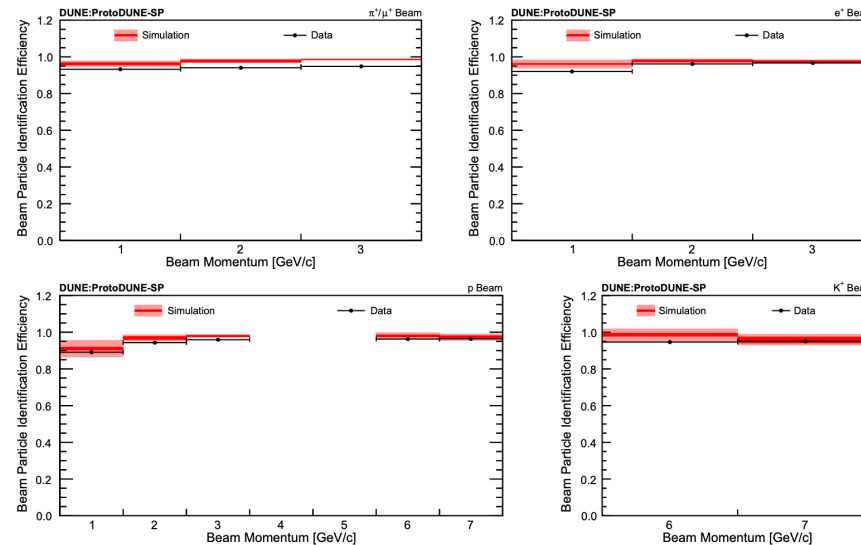 DUNE:ProtoDUNE-SP π⁺/μ⁺ Beam
Simulation Data
Beam Particle Identification Efficiency
1.2
1.0
0.8
0.6
0.4
0.2
0.0
1 2 3
Beam Momentum [GeV/c]
DUNE:ProtoDUNE-SP e⁺ Bea
Simulation Data
Beam Particle Identification Efficiency
1.2
1.0
0.8
0.6
0.4
0.2
0.0
1 2 3
Beam Momentum [GeV/c]
DUNE:ProtoDUNE-SP p Beam
Simulation Data
Beam Particle Identification Efficiency
1.2
1.0
0.8
0.6
0.4
0.2
0.0
1 2 3 4 5 6 7
Beam Momentum [GeV/c]
DUNE:ProtoDUNE-SP K⁺ Bea
Simulation Data
Beam Particle Identification Efficiency
1.2
1.0
0.8
0.6
0.4
0.2
0.0
6 7
Beam Momentum [GeV/c]